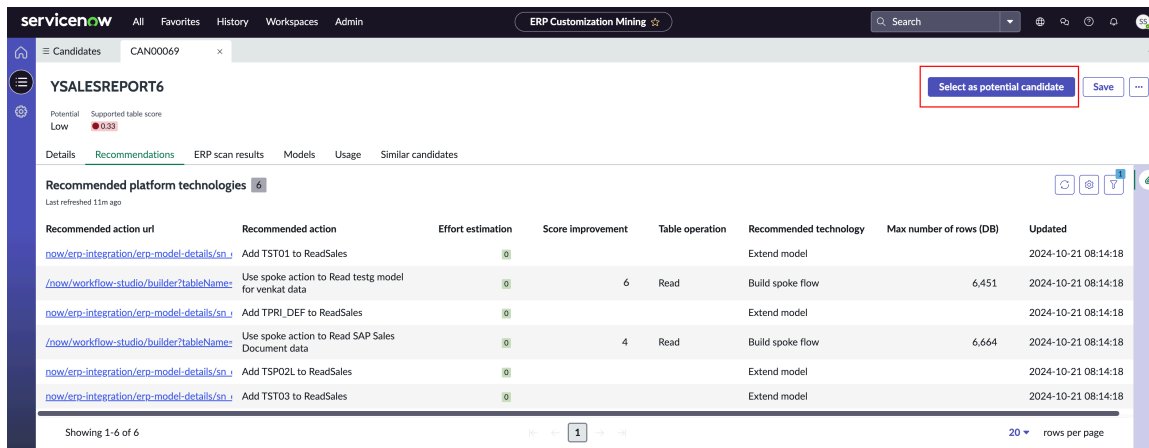 servicenow All Favorites History Workspaces Admin ERP Customization Mining Search SS
Candidates CAN00069 ×
YSALESREPORT6 Select as potential candidate Save ...
Potential Supported table score
Low 0.33
Details Recommendations ERP scan results Models Usage Similar candidates
Recommended platform technologies 6 1
Last refreshed 11m ago
Recommended action url Recommended action Effort estimation Score improvement Table operation Recommended technology Max number of rows (DB) Updated
now/erp-integration/erp-model-details/sn_ Add TST01 to ReadSales 0 Extend model 2024-10-21 08:14:18
/now/workflow-studio/builder?tableName= Use spoke action to Read testg model 0 6 Read Build spoke flow 6,451 2024-10-21 08:14:18
for venkat data
now/erp-integration/erp-model-details/sn_ Add TPRI_DEF to ReadSales 0 Extend model 2024-10-21 08:14:18
/now/workflow-studio/builder?tableName= Use spoke action to Read SAP Sales 0 4 Read Build spoke flow 6,664 2024-10-21 08:14:18
Document data
now/erp-integration/erp-model-details/sn_ Add TSP02L to ReadSales 0 Extend model 2024-10-21 08:14:18
now/erp-integration/erp-model-details/sn_ Add TST03 to ReadSales 0 Extend model 2024-10-21 08:14:18
Showing 1-6 of 6 1 20 rows per page